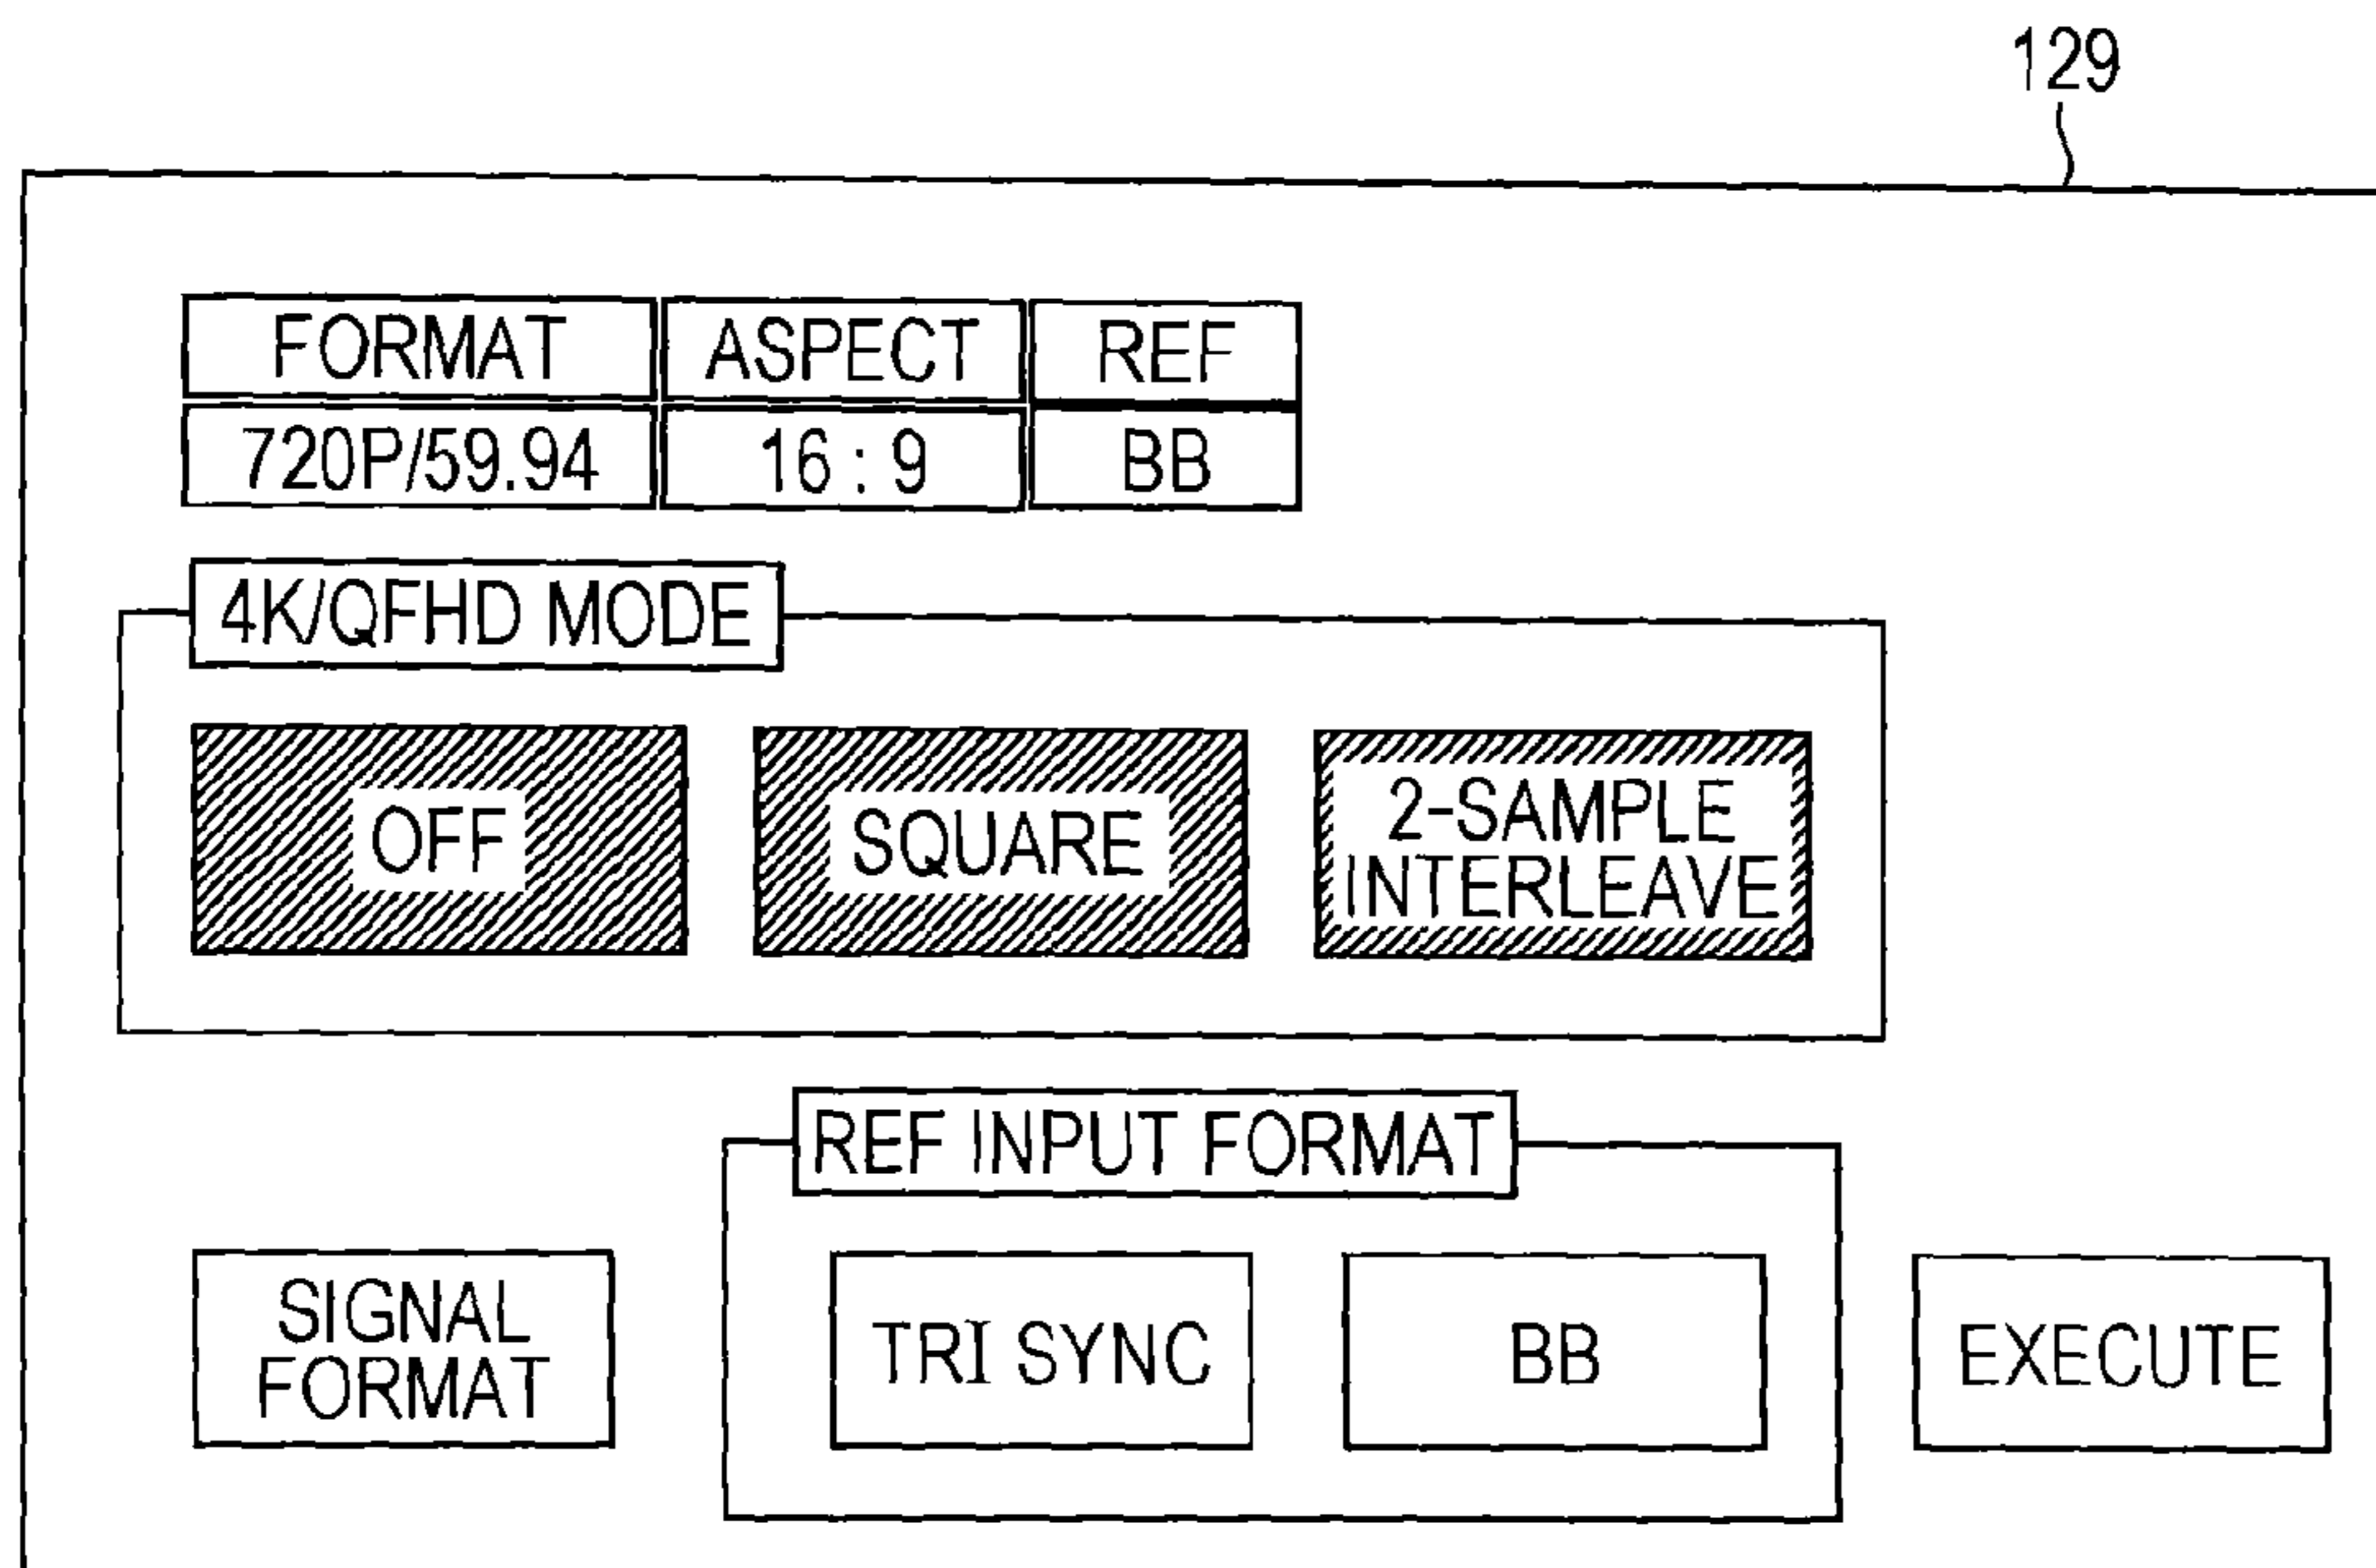 129
FORMAT ASPECT REF
720P/59.94 16 : 9 BB
4K/QFHD MODE
OFF SQUARE 2-SAMPLE
INTERLEAVE
REF INPUT FORMAT
SIGNAL
FORMAT
TRI SYNC BB EXECUTE